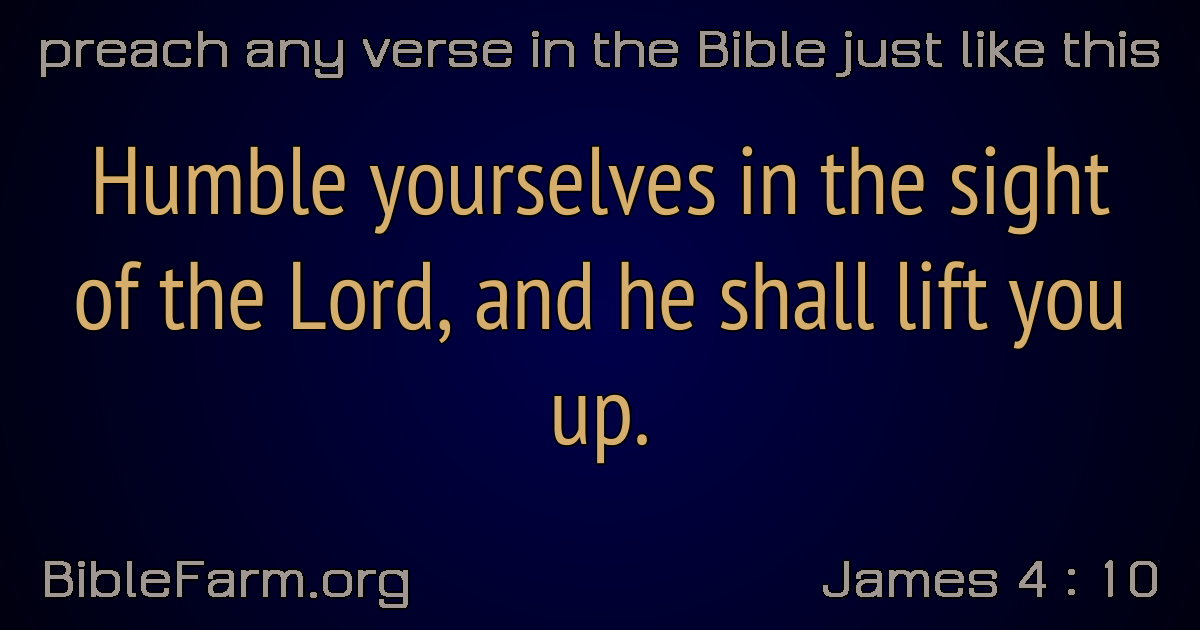 preach any verse in the Bible just like this
Humble yourselves in the sight
of the Lord, and he shall lift you
up.
BibleFarm.org
James 4 : 10